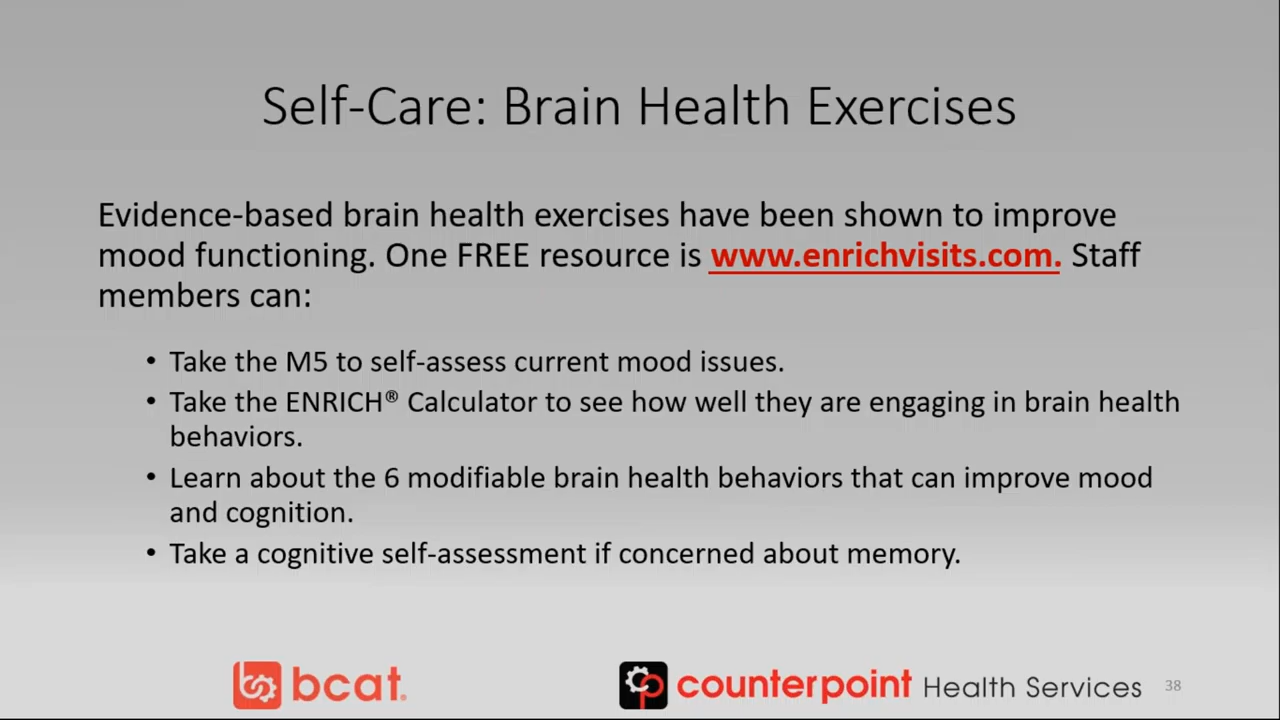 Self-Care: Brain Health Exercises
Evidence-based brain health exercises have been shown to improve
mood functioning. One FREE resource is www.enrichvisits.com. Staff
members can:
• Take the M5 to self-assess current mood issues.
• Take the ENRICH® Calculator to see how well they are engaging in brain health
behaviors.
• Learn about the 6 modifiable brain health behaviors that can improve mood
and cognition.
• Take a cognitive self-assessment if concerned about memory.
bcat.
counterpoint Health Services
38